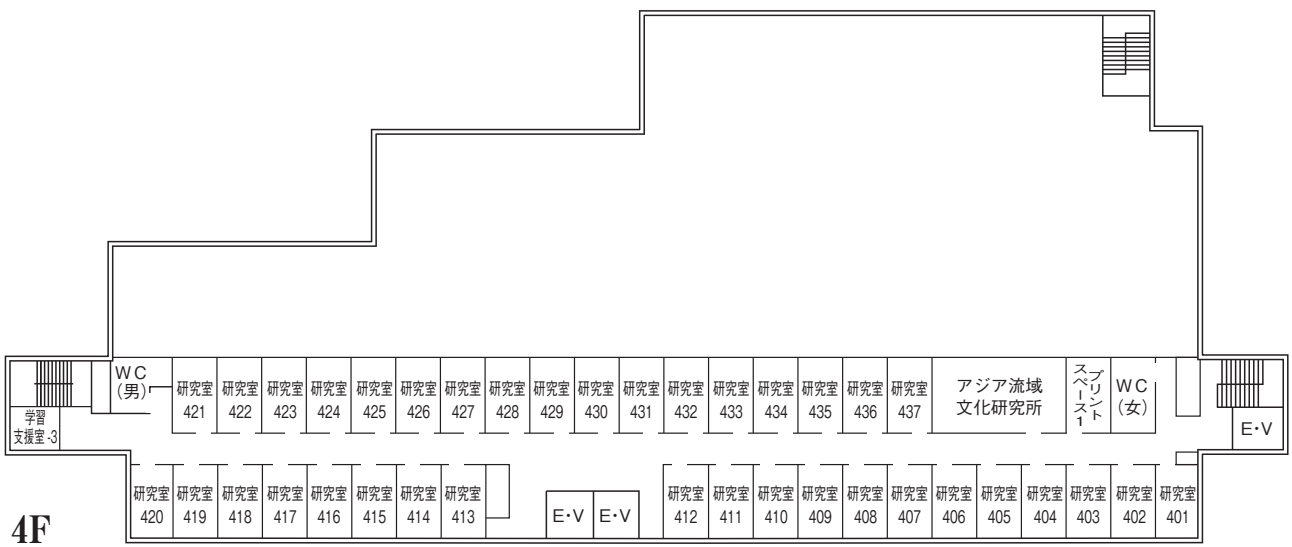 WC
(男)
学習
支援室-3
研究室
421
研究室
422
研究室
423
研究室
424
研究室
425
研究室
426
研究室
427
研究室
428
研究室
429
研究室
430
研究室
431
研究室
432
研究室
433
研究室
434
研究室
435
研究室
436
研究室
437
アジア流域
文化研究所
プリント
スペース1
WC
(女)
E・V
研究室
420
研究室
419
研究室
418
研究室
417
研究室
416
研究室
415
研究室
414
研究室
413
E・V
E・V
研究室
412
研究室
411
研究室
410
研究室
409
研究室
408
研究室
407
研究室
406
研究室
405
研究室
404
研究室
403
研究室
402
研究室
401
4F